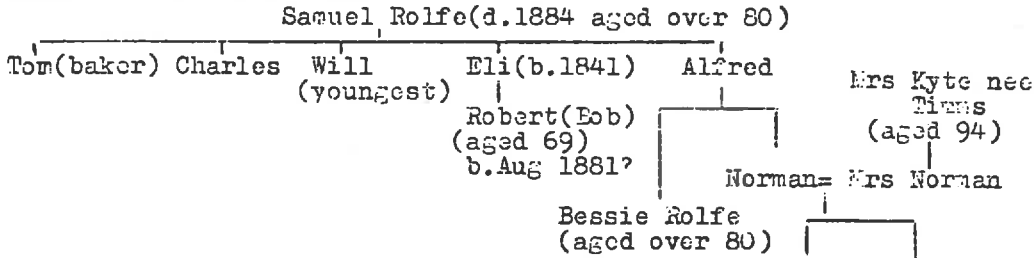 Samuel Rolfe(d.1884 aged over 80)
Tom(baker) Charles Will Eli(b.1841) Alfred
(youngest)
Mrs Kyte nee
Timms
(aged 94)
Robert(Bob)
(aged 69)
b.Aug 1881?
Norman= Mrs Norman
Bessie Rolfe
(aged over 80)